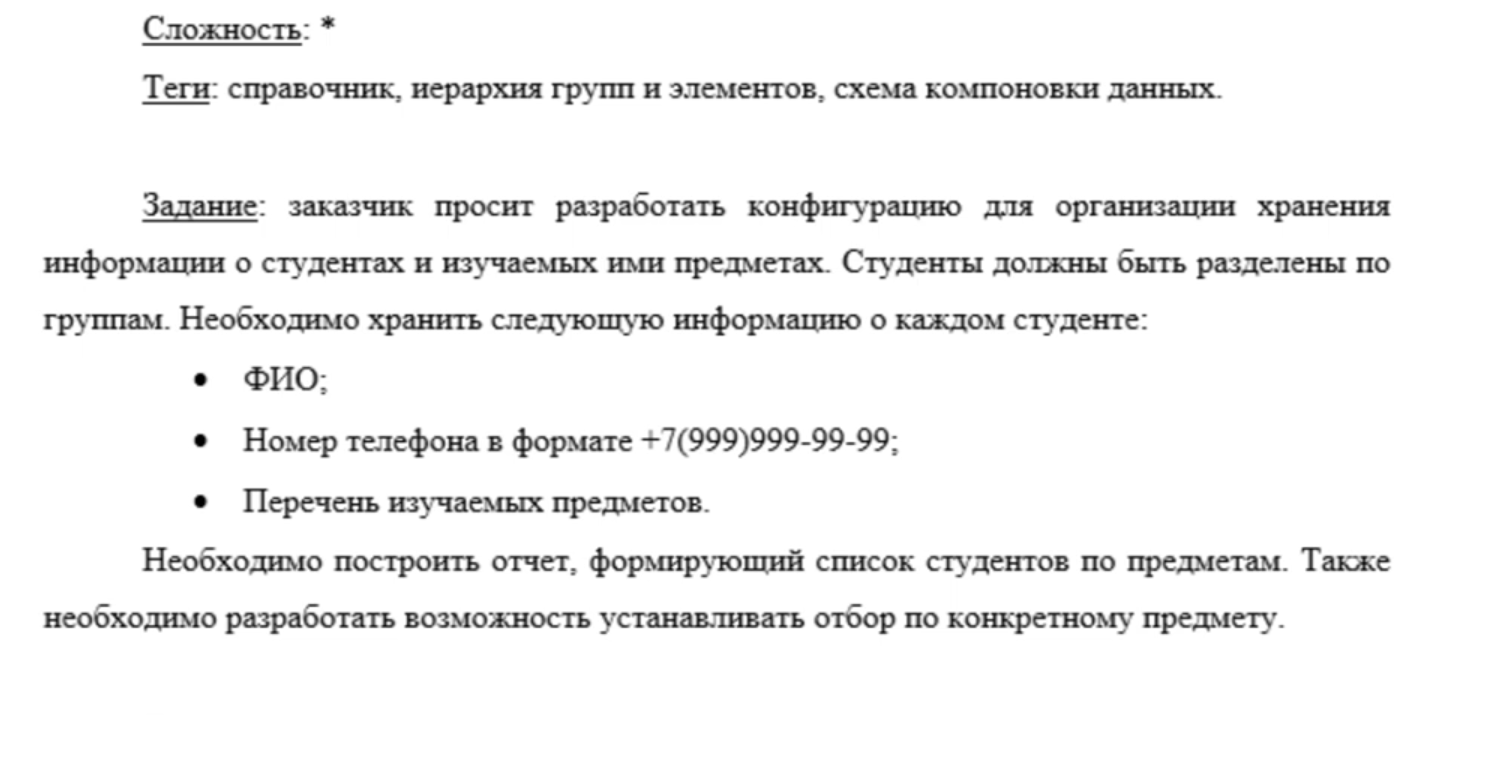 Сложность: *
Теги: справочник, иерархия групп и элементов, схема компоновки данных.
Задание: заказчик просит разработать конфигурацию для организации хранения
информации о студентах и изучаемых ими предметах. Студенты должны быть разделены по
группам. Необходимо хранить следующую информацию о каждом студенте:
• ФИО;
• Номер телефона в формате +7(999)999-99-99;
• Перечень изучаемых предметов.
Необходимо построить отчет, формирующий список студентов по предметам. Также
необходимо разработать возможность устанавливать отбор по конкретному предмету.